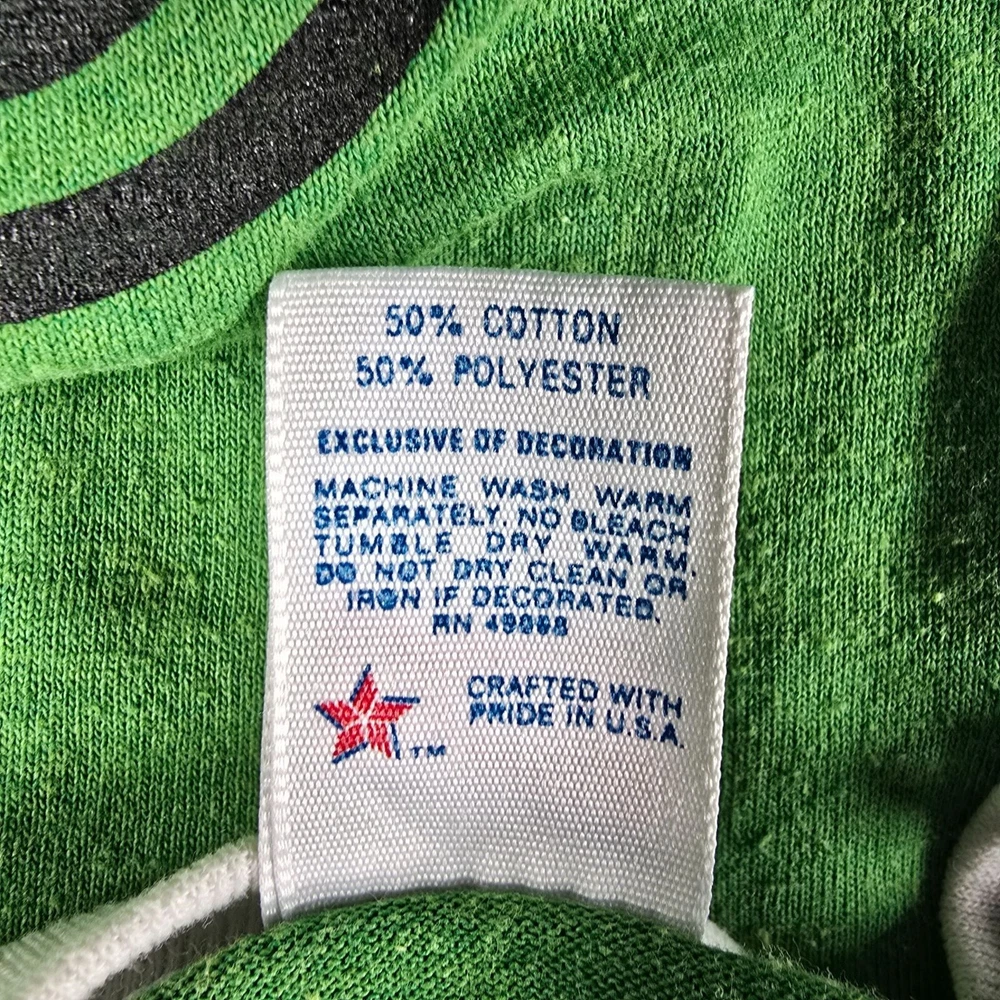 50% COTTON
50% POLYESTER
EXCLUSIVE OF DECORATION
MACHINE WASH WARM
SEPARATELY. NO BLEACH
TUMBLE DRY WARM.
DO NOT DRY CLEAN OR
IRON IF DECORATED.
RN
CRAFTED WITH
PRIDE IN U.S.A.
TM